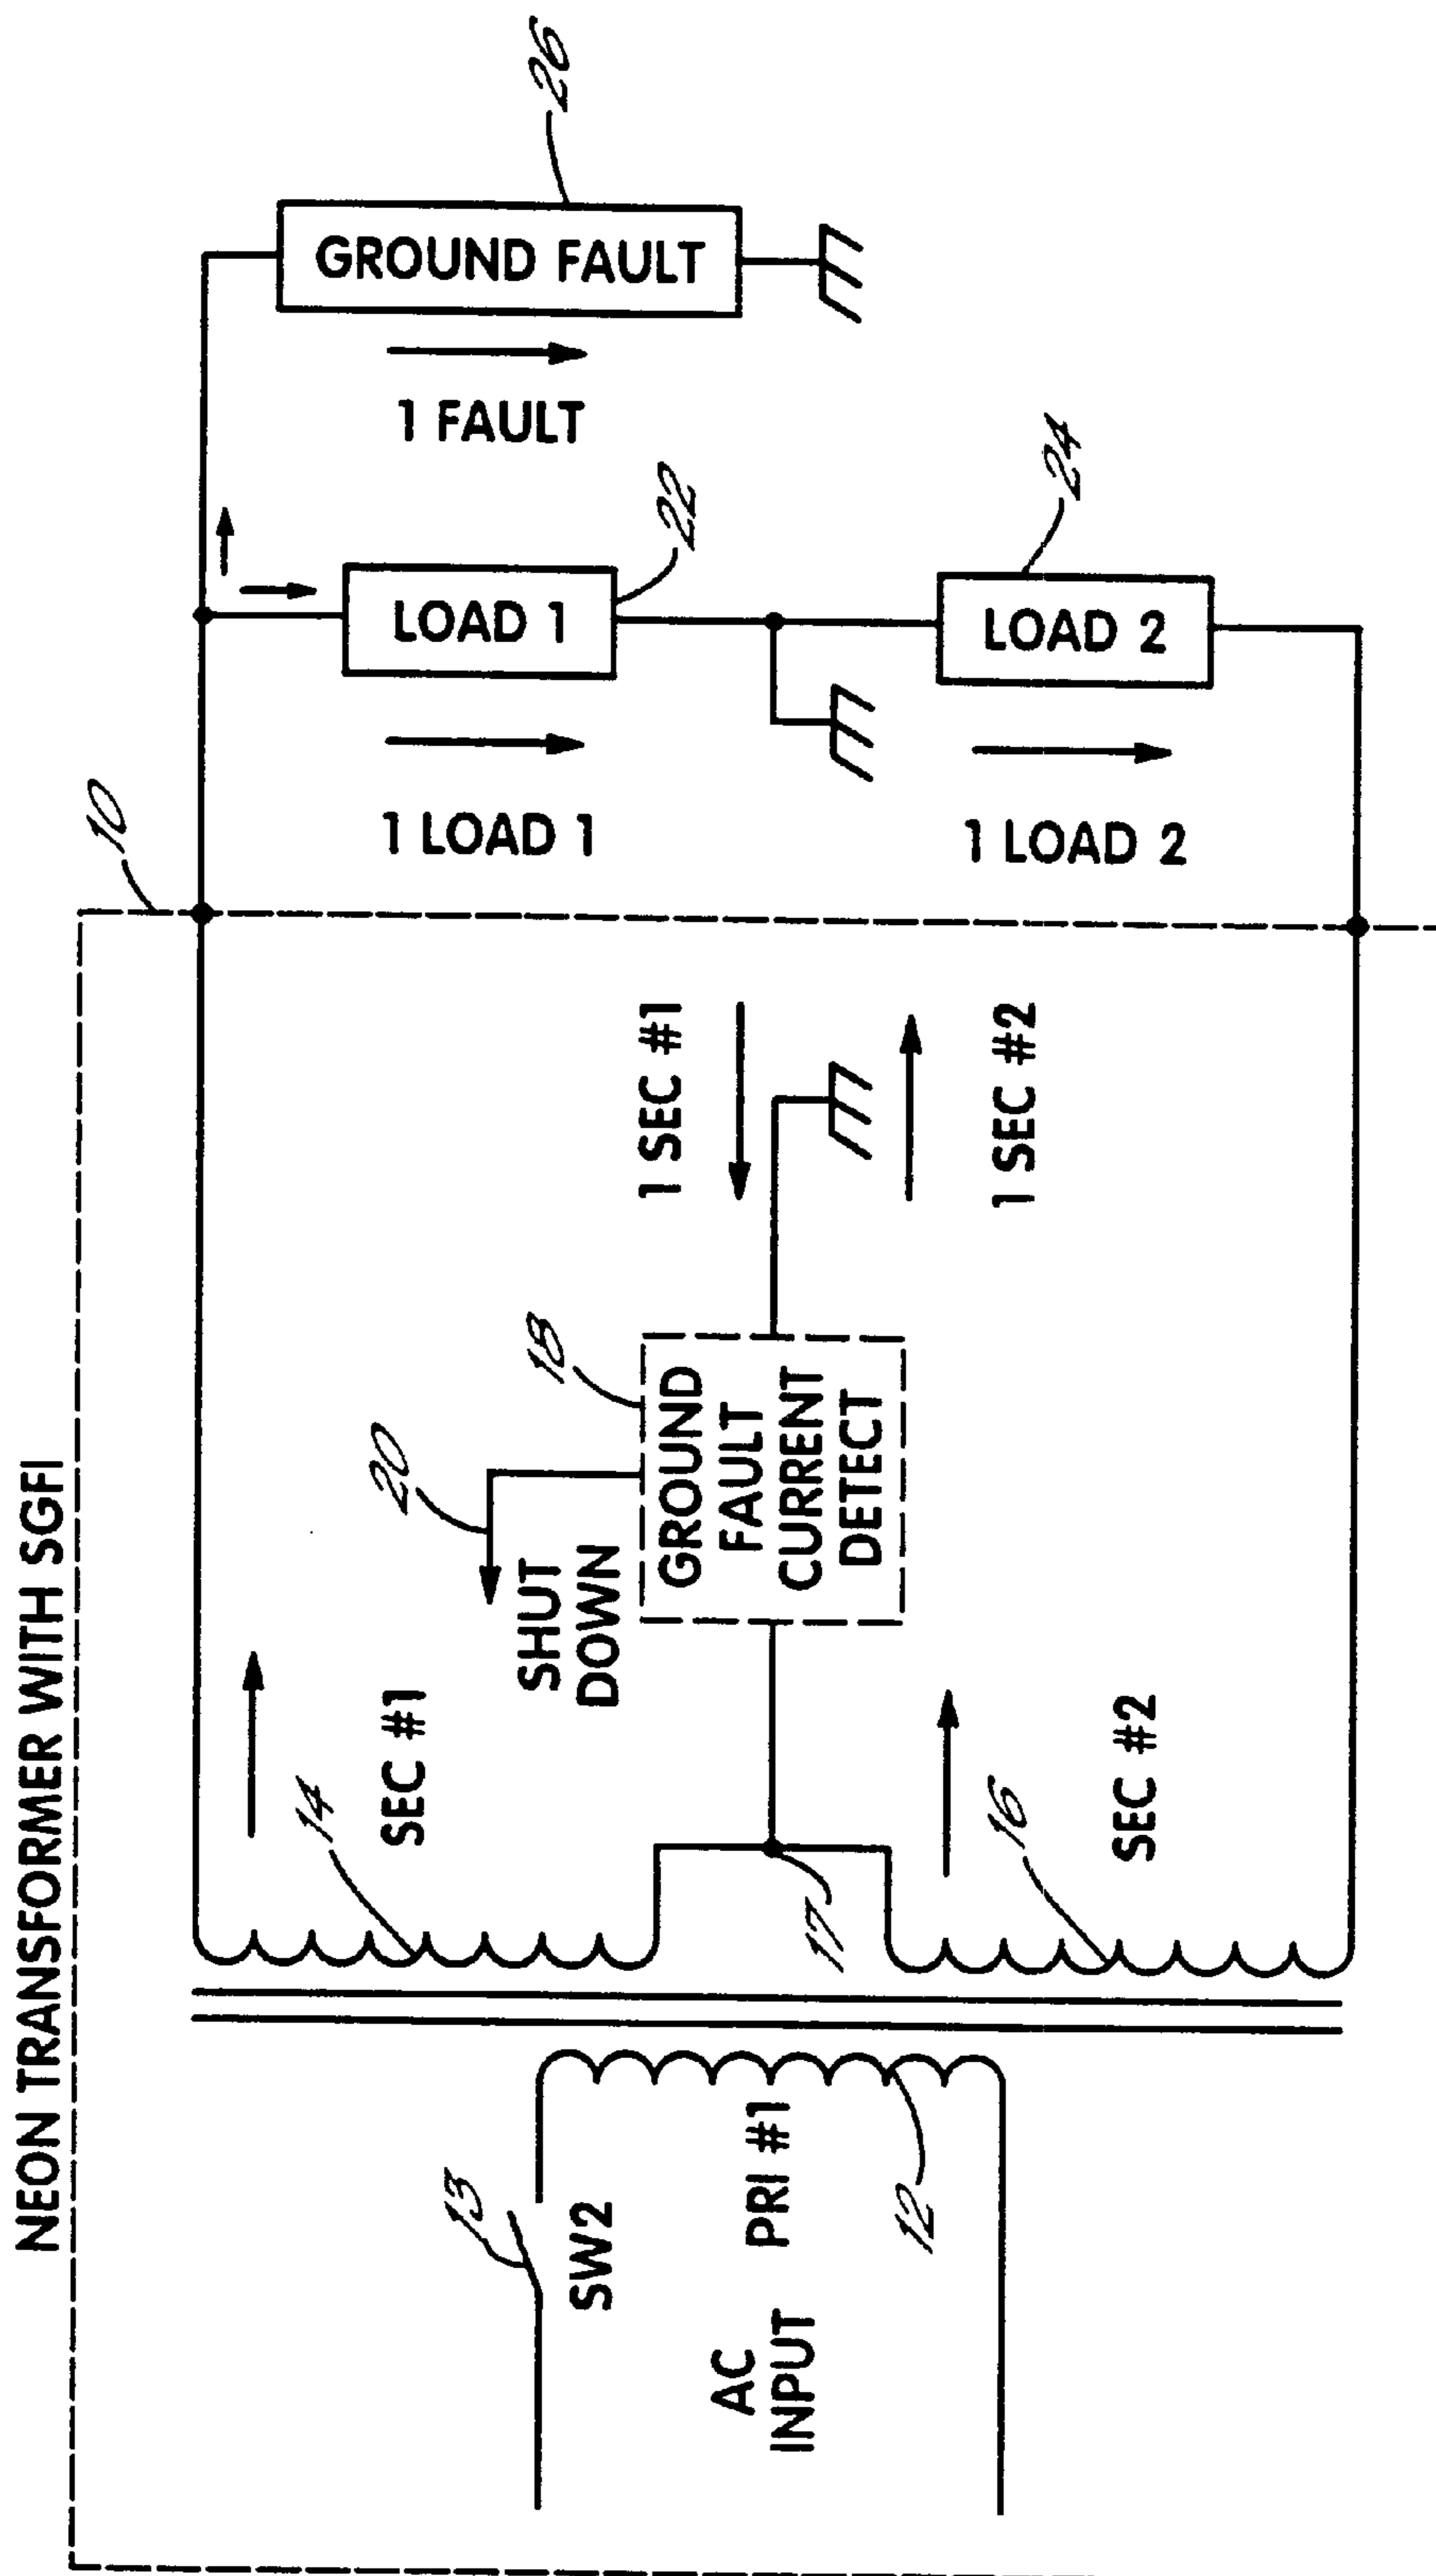 NEON TRANSFORMER WITH SGFI
10
26
GROUND FAULT
1 FAULT
22
LOAD 1
1 LOAD 1
24
LOAD 2
1 LOAD 2
1 SEC #1
1 SEC #2
18
GROUND
FAULT
CURRENT
DETECT
20
SHUT
DOWN
SEC #1
14
SEC #2
16
17
13
SW2
PRI #1
12
AC
INPUT